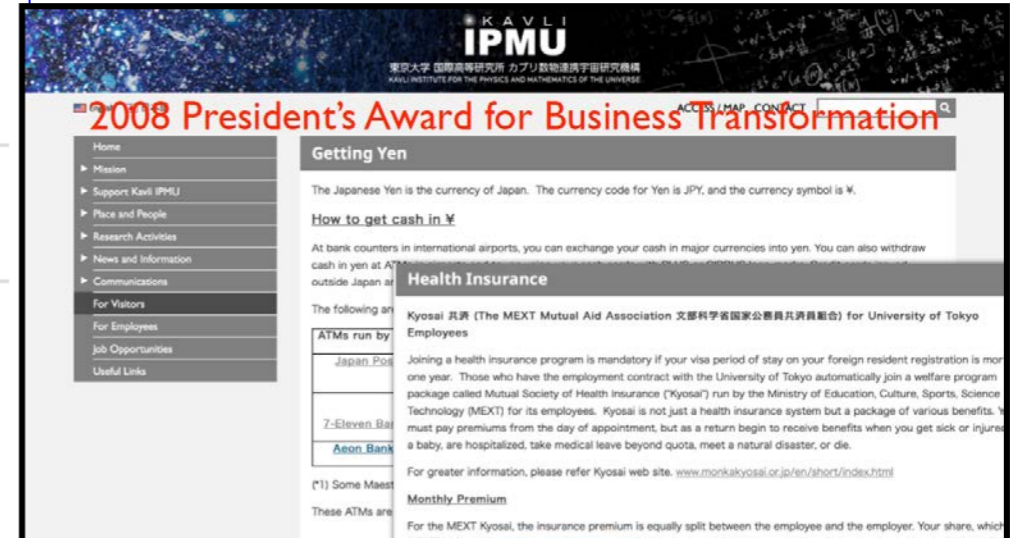 KAVLI
IPMU
東京大学 国際高等研究所 カブリ数物連携宇宙研究機構
KAVLI INSTITUTE FOR THE PHYSICS AND MATHEMATICS OF THE UNIVERSE
ACCESS / MAP CONTACT
2008 President's Award for Business Transformation
Home
Mission
Support Kavli IPMU
Place and People
Research Activities
News and Information
Communications
For Visitors
For Employees
Job Opportunities
Useful Links
Getting Yen
The Japanese Yen is the currency of Japan. The currency code for Yen is JPY, and the currency symbol is ¥.
How to get cash in ¥
At bank counters in international airports, you can exchange your cash in major currencies into yen. You can also withdraw
cash in yen at
outside Japan
The following
ATMs run by
Japan Pos
7-Eleven Ba
Aeon Bank
(*1) Some Maest
These ATMs are
Health Insurance
Kyosai 共済 (The MEXT Mutual Aid Association 文部科学省国家公務員共済組合) for University of Tokyo
Employees
Joining a health insurance program is mandatory if your visa period of stay on your foreign resident registration is mor
one year. Those who have the employment contract with the University of Tokyo automatically join a welfare program
package called Mutual Society of Health Insurance ("Kyosai") run by the Ministry of Education, Culture, Sports, Science
Technology (MEXT) for its employees. Kyosai is not just a health insurance system but a package of various benefits.
must pay premiums from the day of appointment, but as a return begin to receive benefits when you get sick or injured
a baby, are hospitalized, take medical leave beyond quota, meet a natural disaster, or die.
For greater information, please refer Kyosai web site. www.monkakyosai.or.jp/en/short/index.html
Monthly Premium
For the MEXT Kyosai, the insurance premium is equally split between the employee and the employer. Your share, which